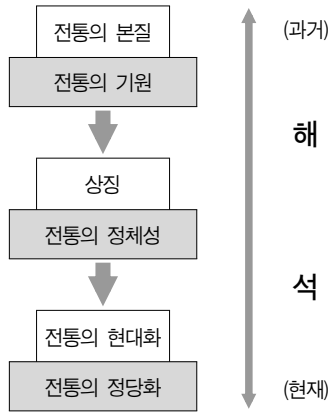 전통의 본질
전통의 기원
상징
전통의 정체성
전통의 현대화
전통의 정당화
(과거)
해
석
(현재)